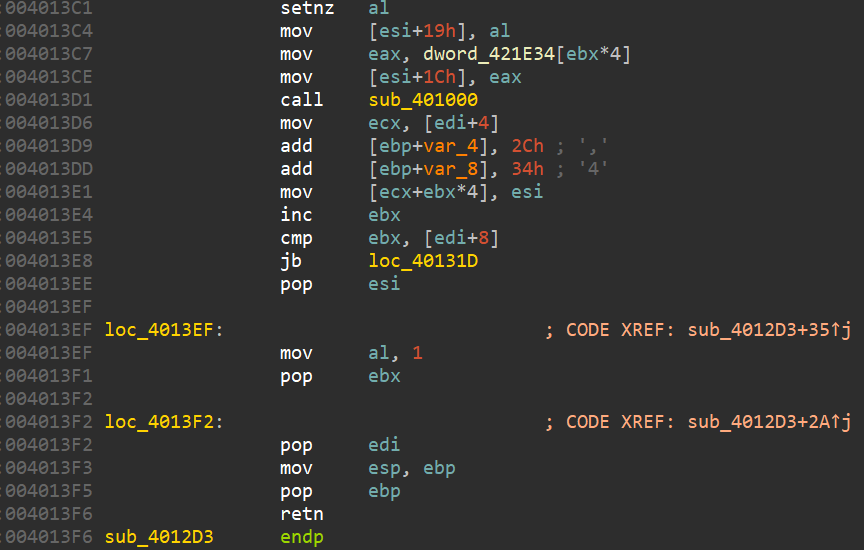 :004013C1 setnz al
:004013C4 mov [esi+19h], al
:004013C7 mov eax, dword_421E34[ebx*4]
:004013CE mov [esi+1Ch], eax
:004013D1 call sub_401000
:004013D6 mov ecx, [edi+4]
:004013D9 add [ebp+var_4], 2Ch ; ','
:004013DD add [ebp+var_8], 34h ; '4'
:004013E1 mov [ecx+ebx*4], esi
:004013E4 inc ebx
:004013E5 cmp ebx, [edi+8]
:004013E8 jb loc_40131D
:004013EE pop esi
:004013EF
:004013EF loc_4013EF: ; CODE XREF: sub_4012D3+35↑j
:004013EF mov al, 1
:004013F1 pop ebx
:004013F2
:004013F2 loc_4013F2: ; CODE XREF: sub_4012D3+2A↑j
:004013F2 pop edi
:004013F3 mov esp, ebp
:004013F5 pop ebp
:004013F6 retn
:004013F6 sub_4012D3 endp